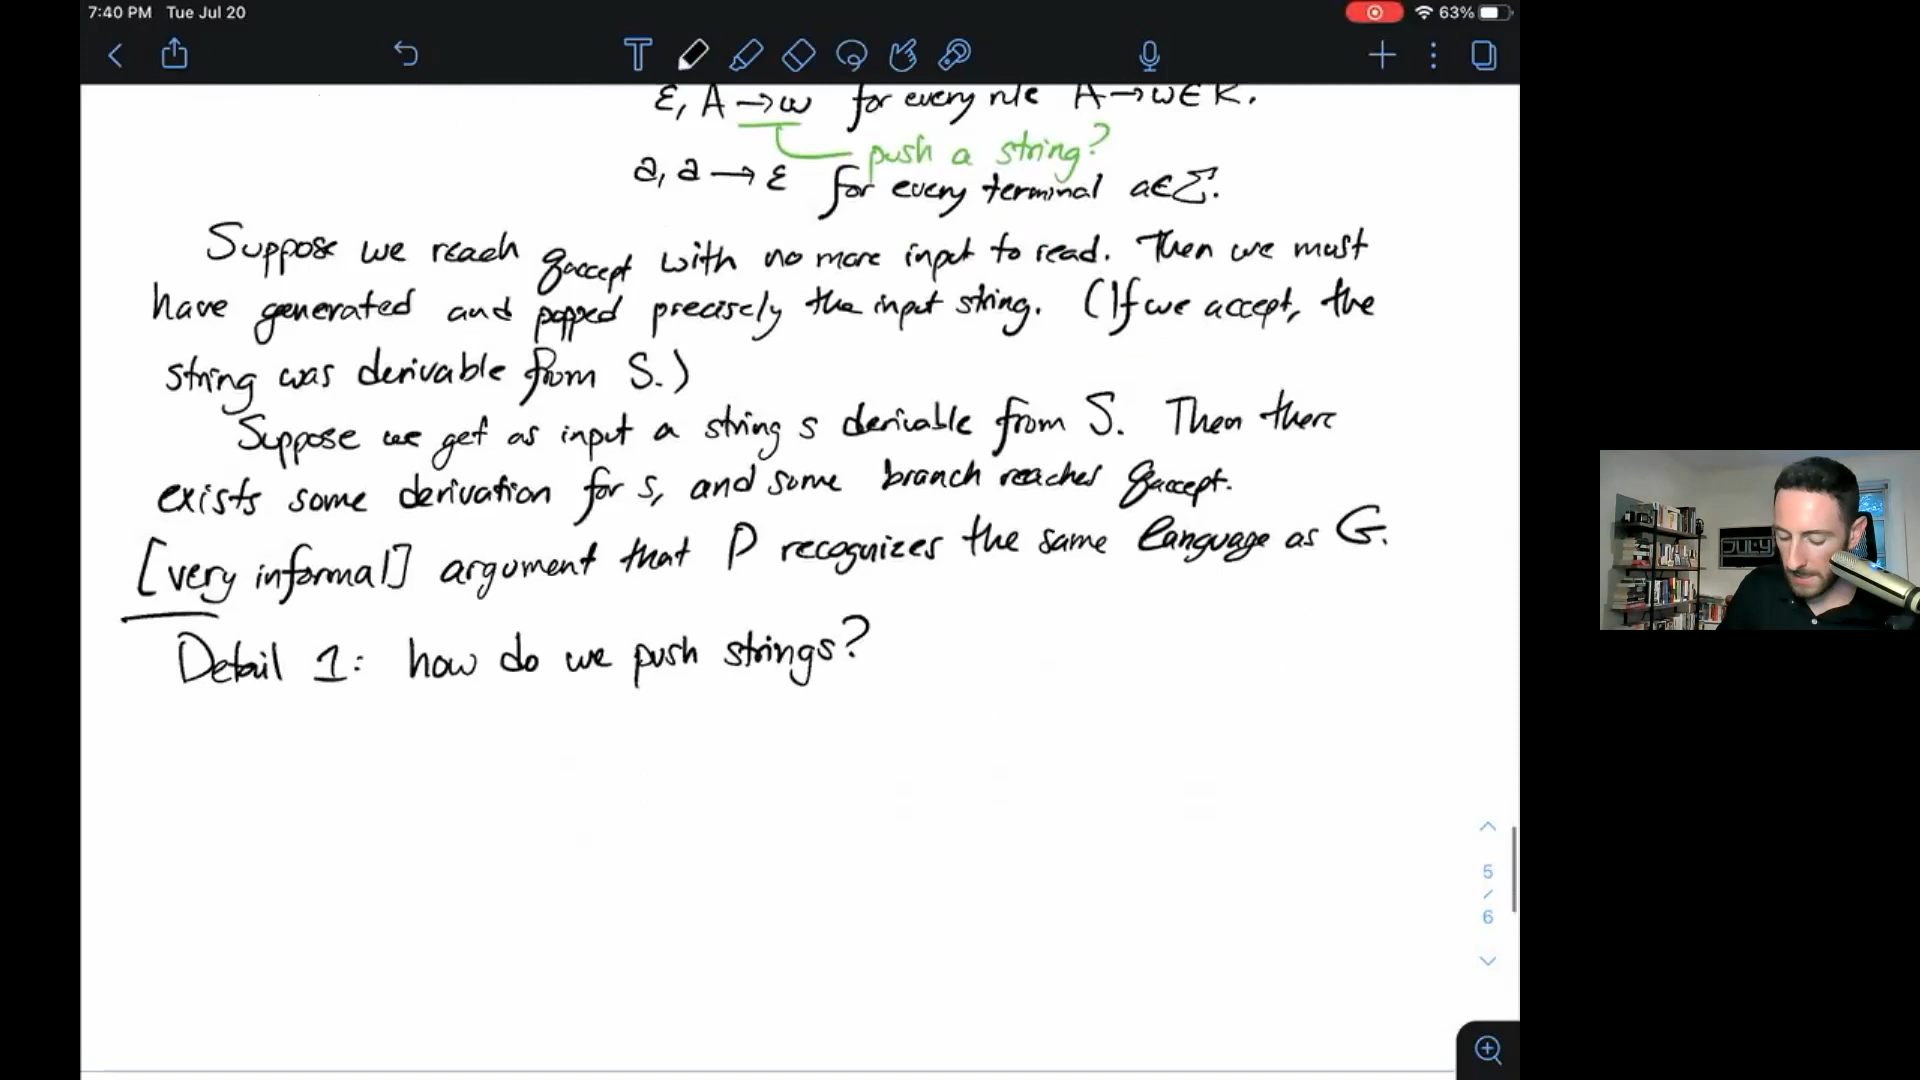 7:40 PM Tue Jul 20
63%
ε, A → w for every rule A → w ∈ R.
push a string?
a, a → ε for every terminal a ∈ Σ.
Suppose we reach qaccept with no more input to read. Then we must
have generated and popped precisely the input string. (If we accept, the
string was derivable from S.)
Suppose we get as input a string s derivable from S. Then there
exists some derivation for s, and some branch reaches qaccept.
[very informal] argument that P recognizes the same language as G.
Detail 1: how do we push strings?
5
/
6